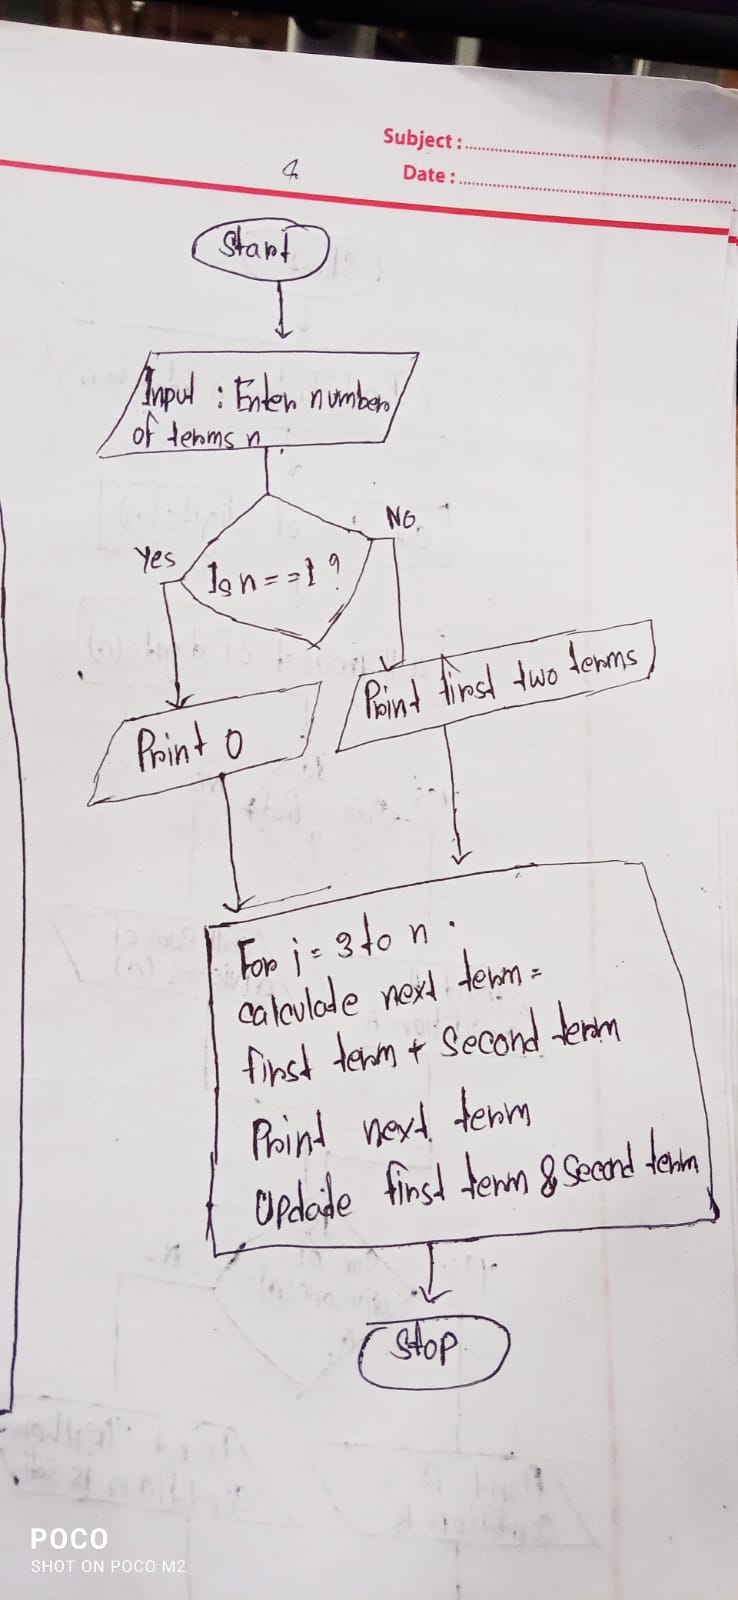 Subject :
Date :
Start
Input : Enter number
of terms n
Yes
No
Is n==1?
Print 0
Print first two terms
For i = 3 to n.
calculate next term =
first term + Second term
Print next term
Update first term & Second term
Stop
POCO
SHOT ON POCO M2